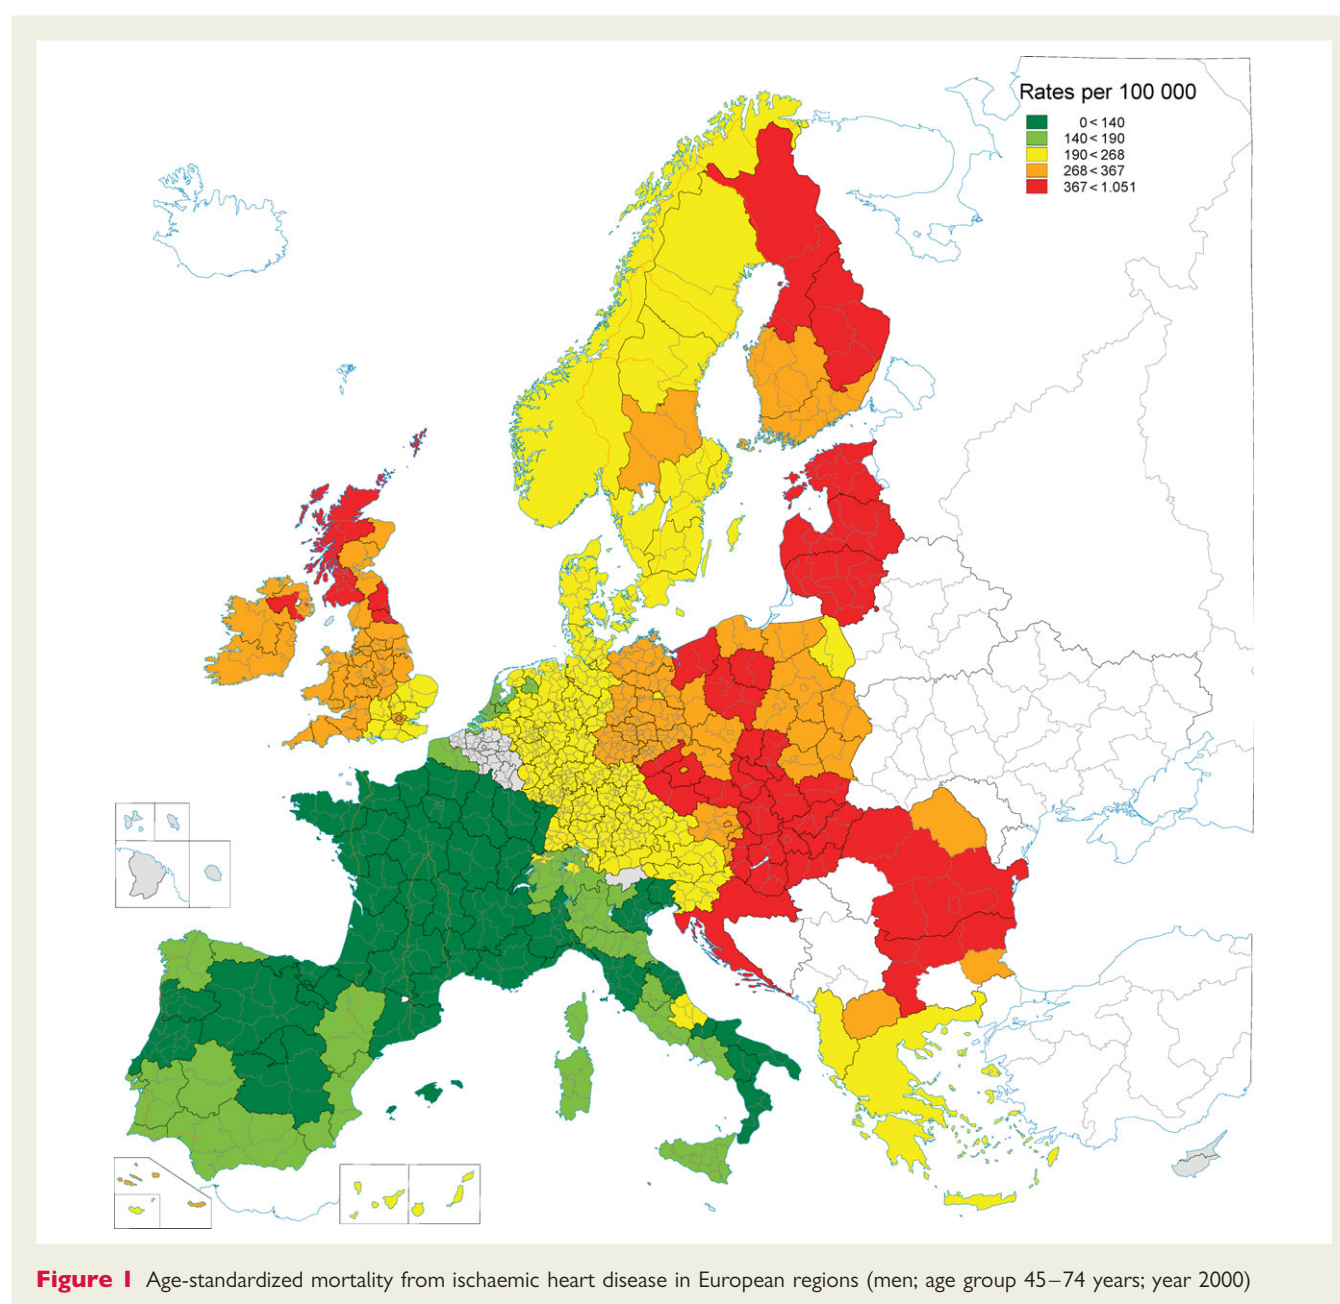 Rates per 100 000
0 < 140
140 < 190
190 < 268
268 < 367
367 < 1.051
Figure 1 Age-standardized mortality from ischaemic heart disease in European regions (men; age group 45–74 years; year 2000)